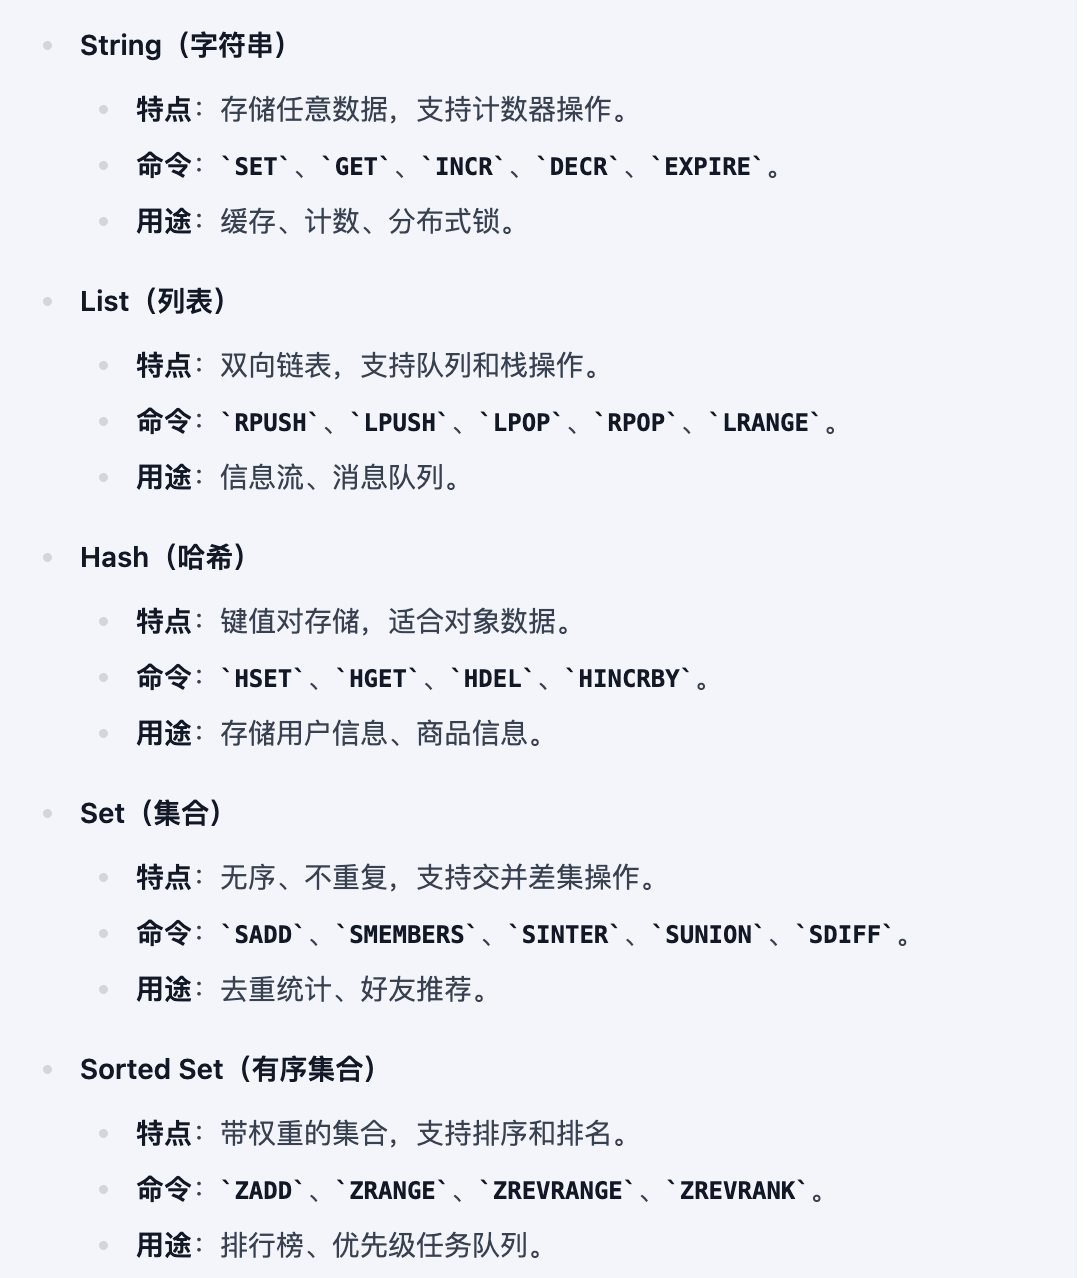 String（字符串）
特点：存储任意数据，支持计数器操作。
命令：`SET`、`GET`、`INCR`、`DECR`、`EXPIRE`。
用途：缓存、计数、分布式锁。
List（列表）
特点：双向链表，支持队列和栈操作。
命令：`RPUSH`、`LPUSH`、`LPOP`、`RPOP`、`LRANGE`。
用途：信息流、消息队列。
Hash（哈希）
特点：键值对存储，适合对象数据。
命令：`HSET`、`HGET`、`HDEL`、`HINCRBY`。
用途：存储用户信息、商品信息。
Set（集合）
特点：无序、不重复，支持交并差集操作。
命令：`SADD`、`SMEMBERS`、`SINTER`、`SUNION`、`SDIFF`。
用途：去重统计、好友推荐。
Sorted Set（有序集合）
特点：带权重的集合，支持排序和排名。
命令：`ZADD`、`ZRANGE`、`ZREVRANGE`、`ZREVRANK`。
用途：排行榜、优先级任务队列。